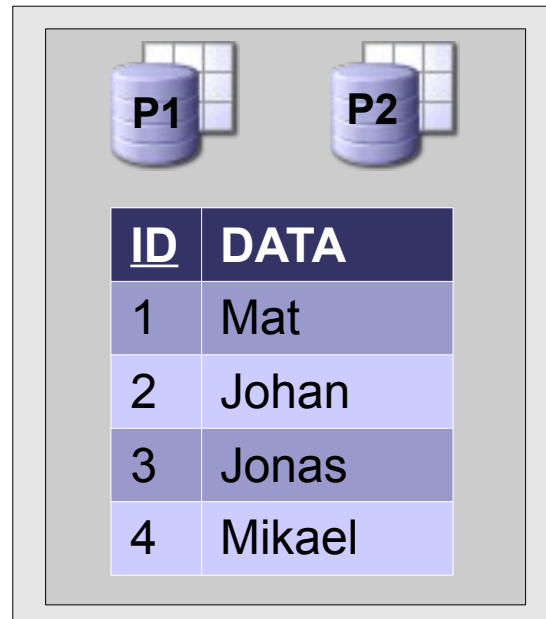 P1 P2
ID DATA
1 Mat
2 Johan
3 Jonas
4 Mikael